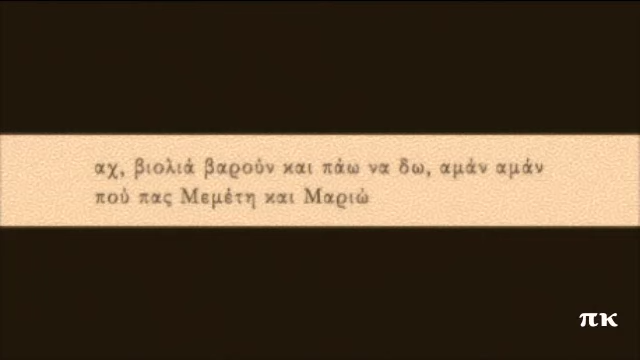 αχ, βιολιά βαρούν και πάω να δω, αμάν αμάν
πού πας Μεμέτη και Μαριώ
πκ